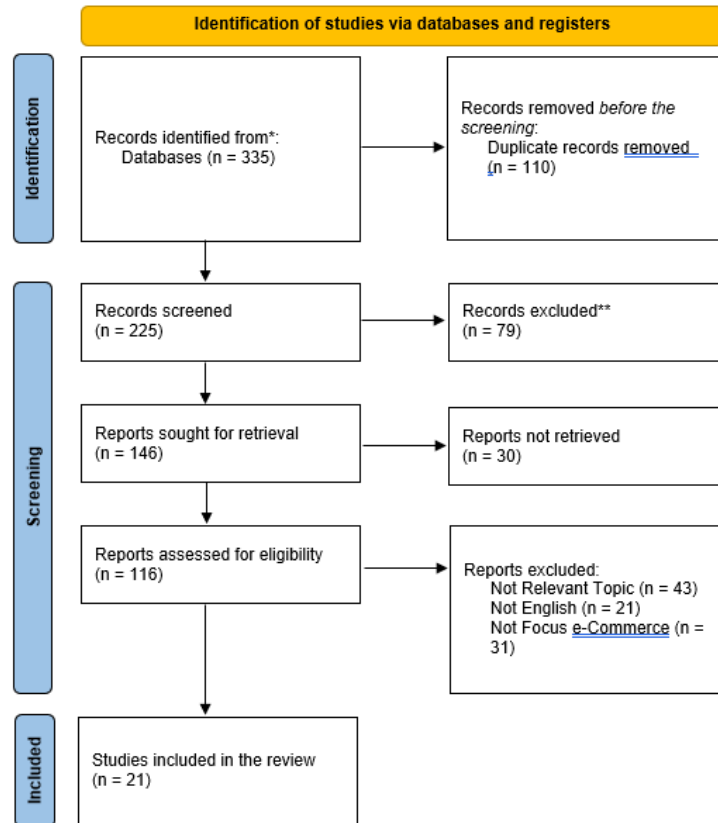 Identification of studies via databases and registers
Identification
Records identified from*:
Databases (n = 335)
Records removed before the
screening:
Duplicate records removed
(n = 110)
Screening
Records screened
(n = 225)
Records excluded**
(n = 79)
Reports sought for retrieval
(n = 146)
Reports not retrieved
(n = 30)
Reports assessed for eligibility
(n = 116)
Reports excluded:
Not Relevant Topic (n = 43)
Not English (n = 21)
Not Focus e-Commerce (n =
31)
Included
Studies included in the review
(n = 21)